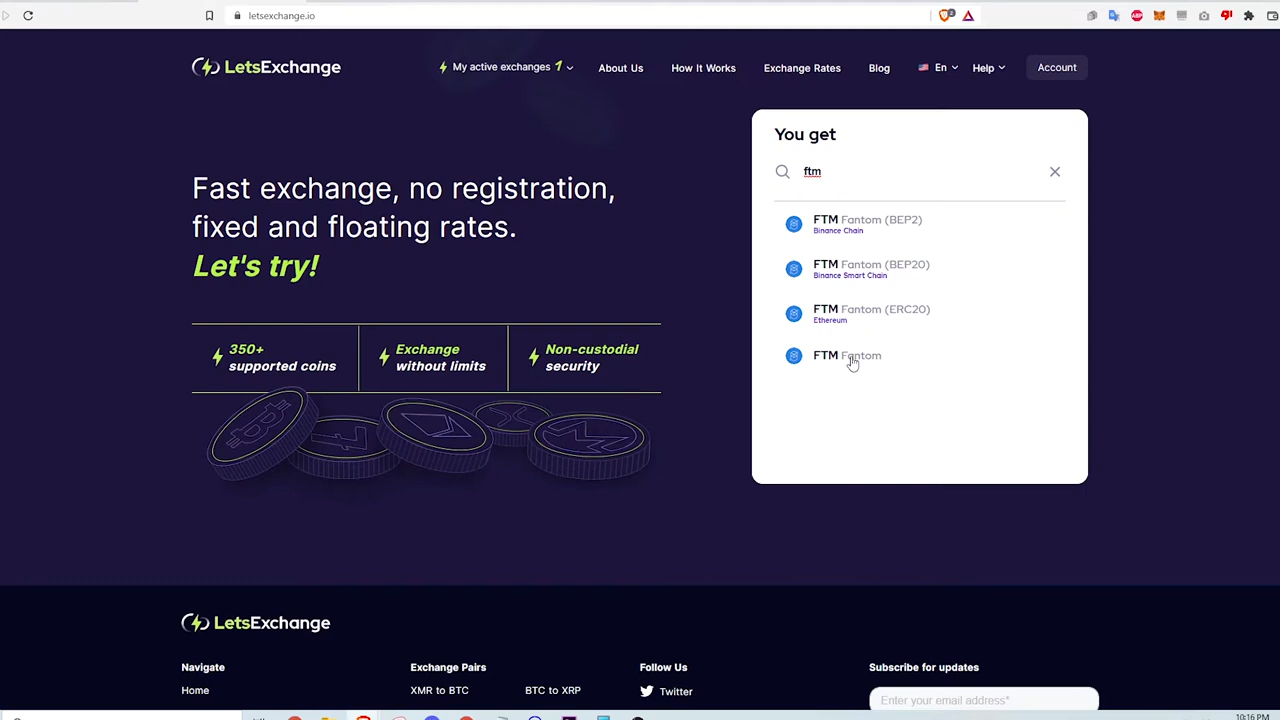 letsexchange.io
LetsExchange
My active exchanges 1
About Us
How It Works
Exchange Rates
Blog
En
Help
Account
Fast exchange, no registration,
fixed and floating rates.
Let's try!
350+
supported coins
Exchange
without limits
Non-custodial
security
You get
ftm
FTM Fantom (BEP2)
Binance Chain
FTM Fantom (BEP20)
Binance Smart Chain
FTM Fantom (ERC20)
Ethereum
FTM Fantom
LetsExchange
Navigate
Home
Exchange Pairs
XMR to BTC
BTC to XRP
Follow Us
Twitter
Subscribe for updates
Enter your email address*
10:16 PM